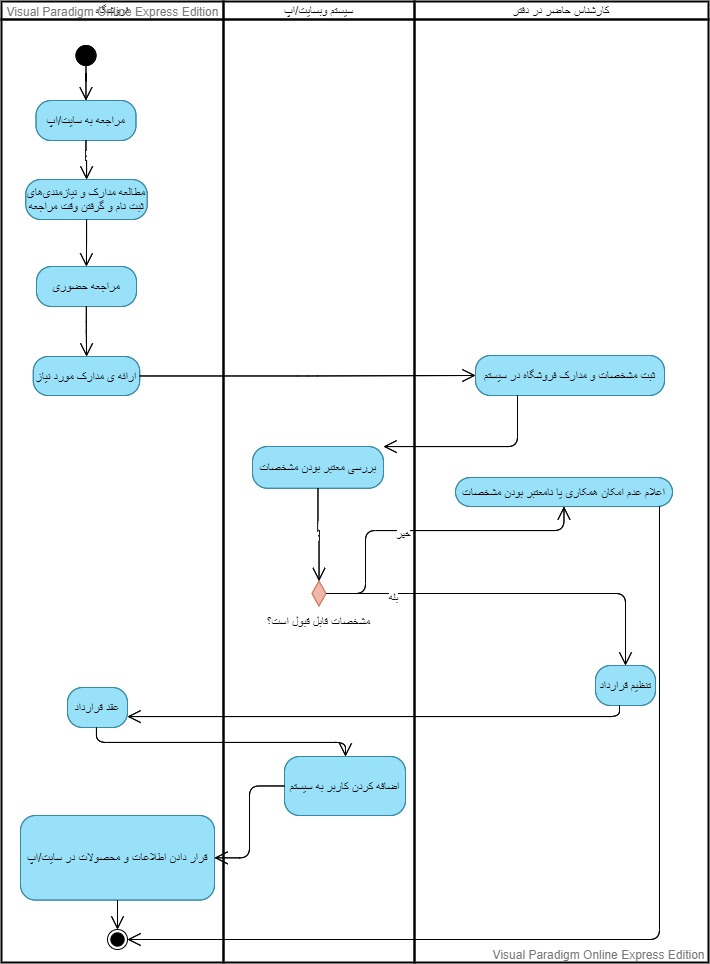 Visual Paradigm Online Express Edition
سیستم وبسایت/اپ
کارشناس حاضر در دفتر
مراجعه به سایت/اپ
مطالعه مدارک و نیازمندی‌های
ثبت نام و گرفتن وقت مراجعه
مراجعه حضوری
ارائه ی مدارک مورد نیاز
ثبت مشخصات و مدارک فروشگاه در سیستم
بررسی معتبر بودن مشخصات
اعلام عدم امکان همکاری یا نامعتبر بودن مشخصات
خیر
بله
مشخصات قابل قبول است؟
تنظیم قرارداد
عقد قرارداد
اضافه کردن کاربر به سیستم
قرار دادن اطلاعات و محصولات در سایت/اپ
Visual Paradigm Online Express Edition